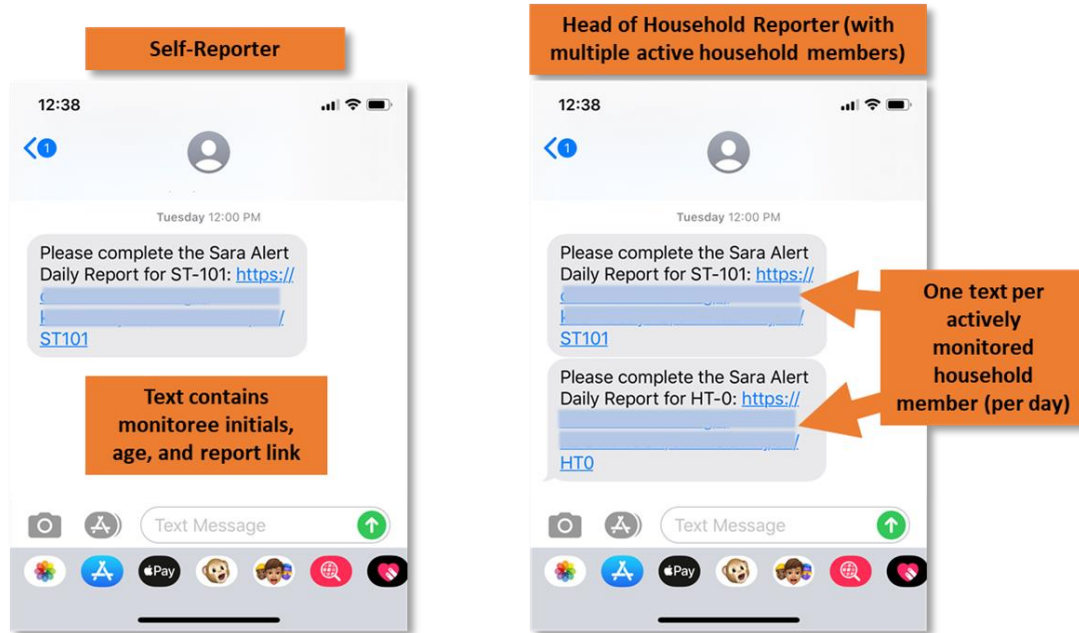 Self-Reporter
12:38
1
Tuesday 12:00 PM
Please complete the Sara Alert
Daily Report for ST-101: https://
/
ST101
Text contains
monitoree initials,
age, and report link
Text Message
Pay
Head of Household Reporter (with
multiple active household members)
12:38
1
Tuesday 12:00 PM
Please complete the Sara Alert
Daily Report for ST-101: https://
/
ST101
Please complete the Sara Alert
Daily Report for HT-0: https://
/
HT0
One text per
actively
monitored
household
member (per day)
Text Message
Pay